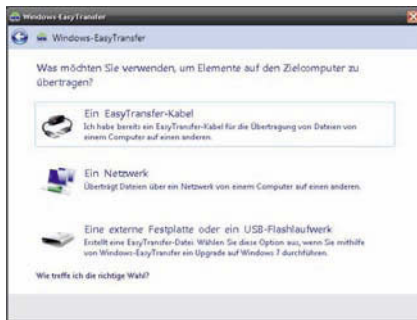 Windows-EasyTransfer
Windows-EasyTransfer
Was möchten Sie verwenden, um Elemente auf den Zielcomputer zu
übertragen?
Ein EasyTransfer-Kabel
Ich habe bereits ein EasyTransfer-Kabel für die Übertragung von Dateien von
einem Computer auf einen anderen.
Ein Netzwerk
Überträgt Dateien über ein Netzwerk von einem Computer auf einen anderen.
Eine externe Festplatte oder ein USB-Flashlaufwerk
Erstellt eine EasyTransfer-Datei. Wählen Sie diese Option aus, wenn Sie mithilfe
von Windows-EasyTransfer ein Upgrade auf Windows 7 durchführen.
Wie treffe ich die richtige Wahl?